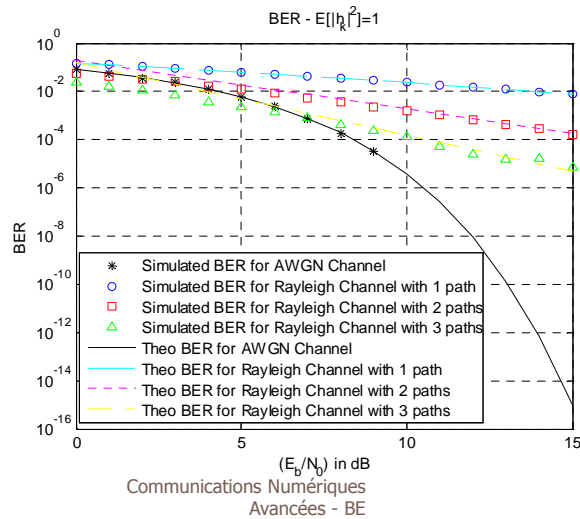 BER - E[|h_k|^2]=1
10^0
10^-2
10^-4
10^-6
10^-8
10^-10
10^-12
10^-14
10^-16
BER
Simulated BER for AWGN Channel
Simulated BER for Rayleigh Channel with 1 path
Simulated BER for Rayleigh Channel with 2 paths
Simulated BER for Rayleigh Channel with 3 paths
Theo BER for AWGN Channel
Theo BER for Rayleigh Channel with 1 path
Theo BER for Rayleigh Channel with 2 paths
Theo BER for Rayleigh Channel with 3 paths
0 5 10 15
(E_b/N_0) in dB
Communications Numériques
Avancées - BE